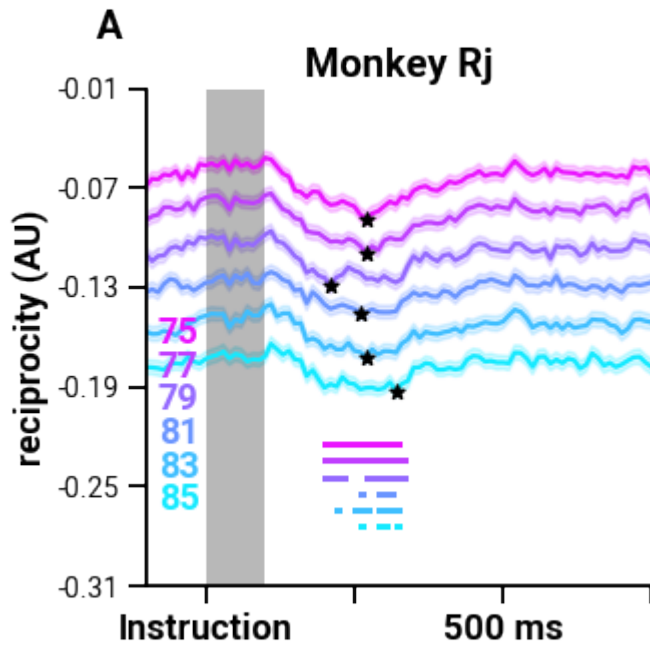 A
Monkey Rj
-0.01
-0.07
-0.13
-0.19
-0.25
-0.31
reciprocity (AU)
75
77
79
81
83
85
Instruction
500 ms